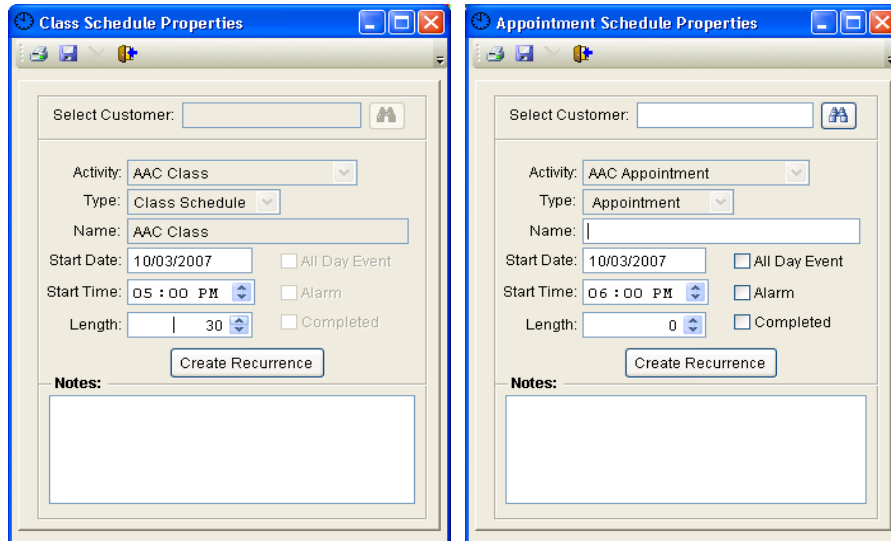 Class Schedule Properties
Select Customer:
Activity: AAC Class
Type: Class Schedule
Name: AAC Class
Start Date: 10/03/2007 All Day Event
Start Time: 05:00 PM Alarm
Length: 30 Completed
Create Recurrence
Notes:
Appointment Schedule Properties
Select Customer:
Activity: AAC Appointment
Type: Appointment
Name:
Start Date: 10/03/2007 All Day Event
Start Time: 06:00 PM Alarm
Length: 0 Completed
Create Recurrence
Notes: